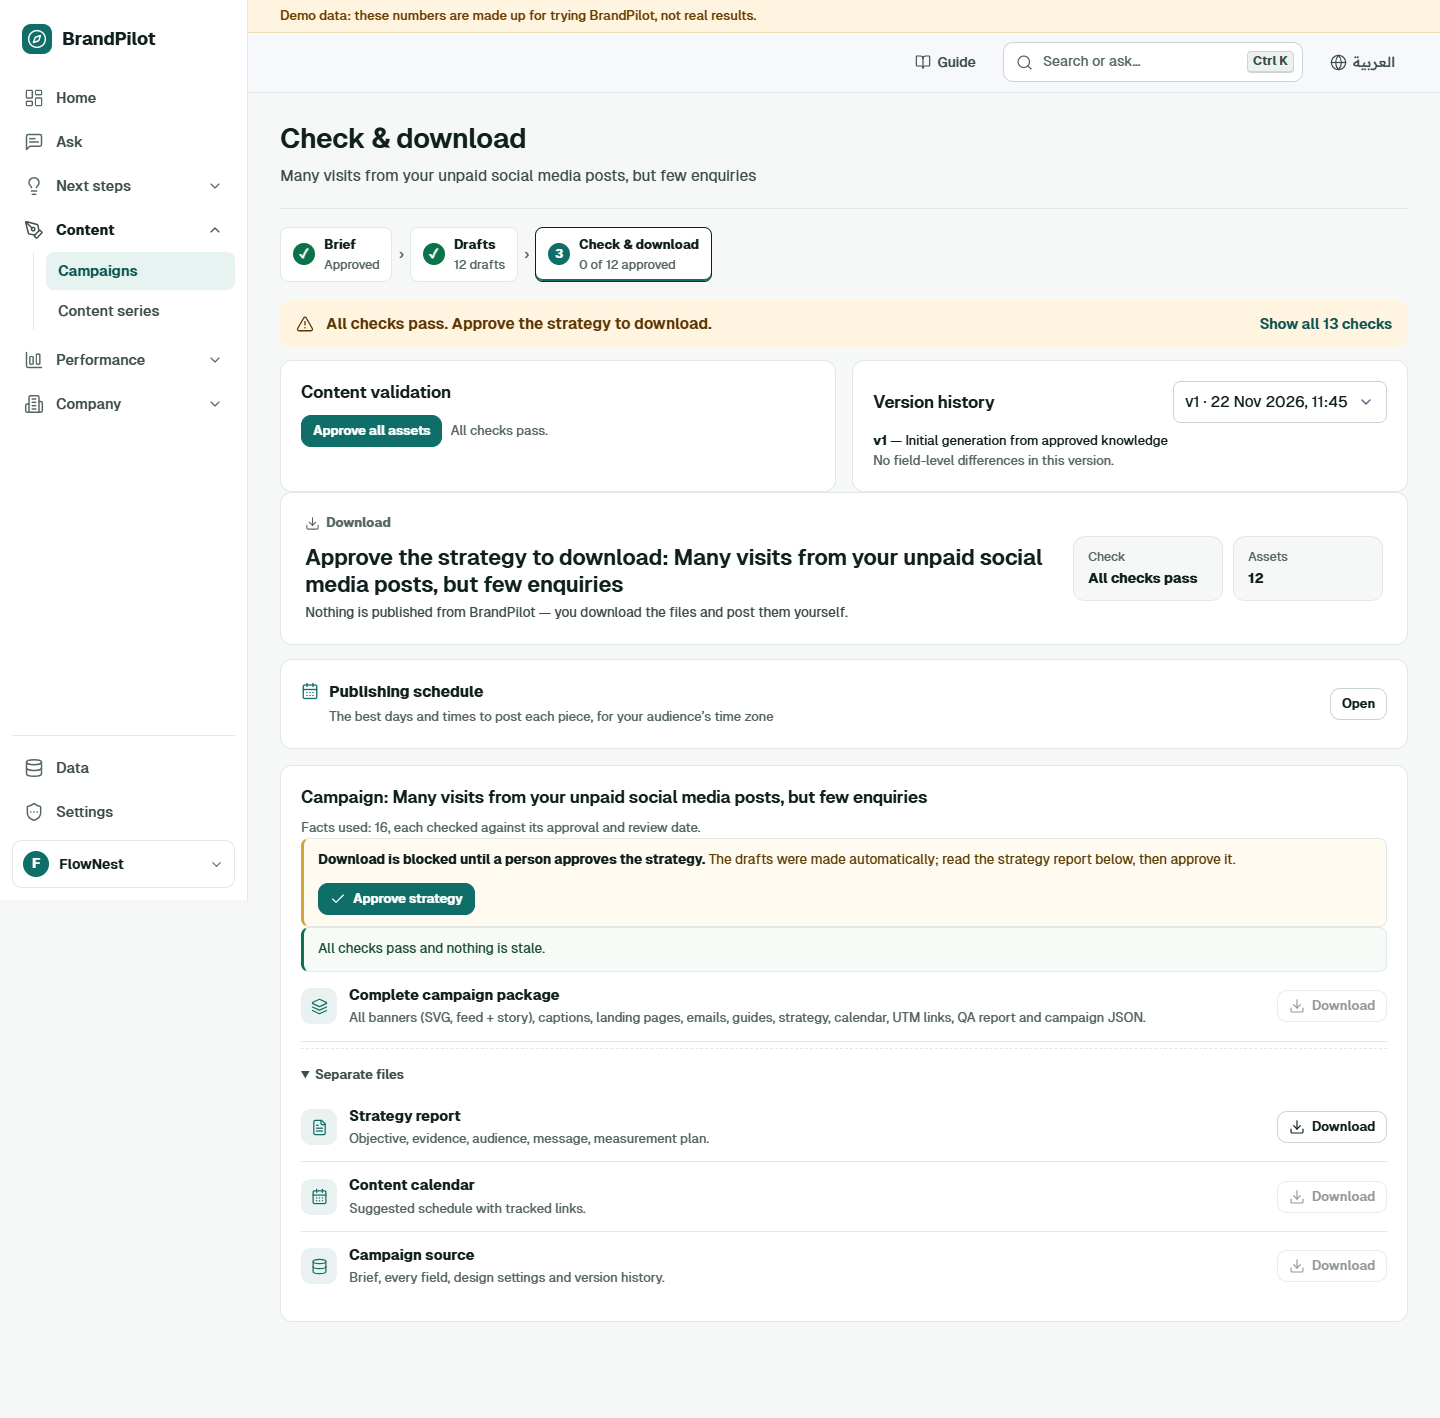 Demo data: these numbers are made up for trying BrandPilot, not real results.
BrandPilot
Guide
Search or ask...
Ctrl K
العربية
Home
Ask
Next steps
Content
Campaigns
Content series
Performance
Company
Data
Settings
F FlowNest
Check & download
Many visits from your unpaid social media posts, but few enquiries
Brief
Approved
›
Drafts
12 drafts
›
3
Check & download
0 of 12 approved
All checks pass. Approve the strategy to download.
Show all 13 checks
Content validation
Approve all assets
All checks pass.
Version history
v1 · 22 Nov 2026, 11:45
v1 — Initial generation from approved knowledge
No field-level differences in this version.
Download
Approve the strategy to download: Many visits from your unpaid social
media posts, but few enquiries
Nothing is published from BrandPilot — you download the files and post them yourself.
Check
All checks pass
Assets
12
Publishing schedule
The best days and times to post each piece, for your audience’s time zone
Open
Campaign: Many visits from your unpaid social media posts, but few enquiries
Facts used: 16, each checked against its approval and review date.
Download is blocked until a person approves the strategy. The drafts were made automatically; read the strategy report below, then approve it.
Approve strategy
All checks pass and nothing is stale.
Complete campaign package
All banners (SVG, feed + story), captions, landing pages, emails, guides, strategy, calendar, UTM links, QA report and campaign JSON.
Download
▼ Separate files
Strategy report
Objective, evidence, audience, message, measurement plan.
Download
Content calendar
Suggested schedule with tracked links.
Download
Campaign source
Brief, every field, design settings and version history.
Download